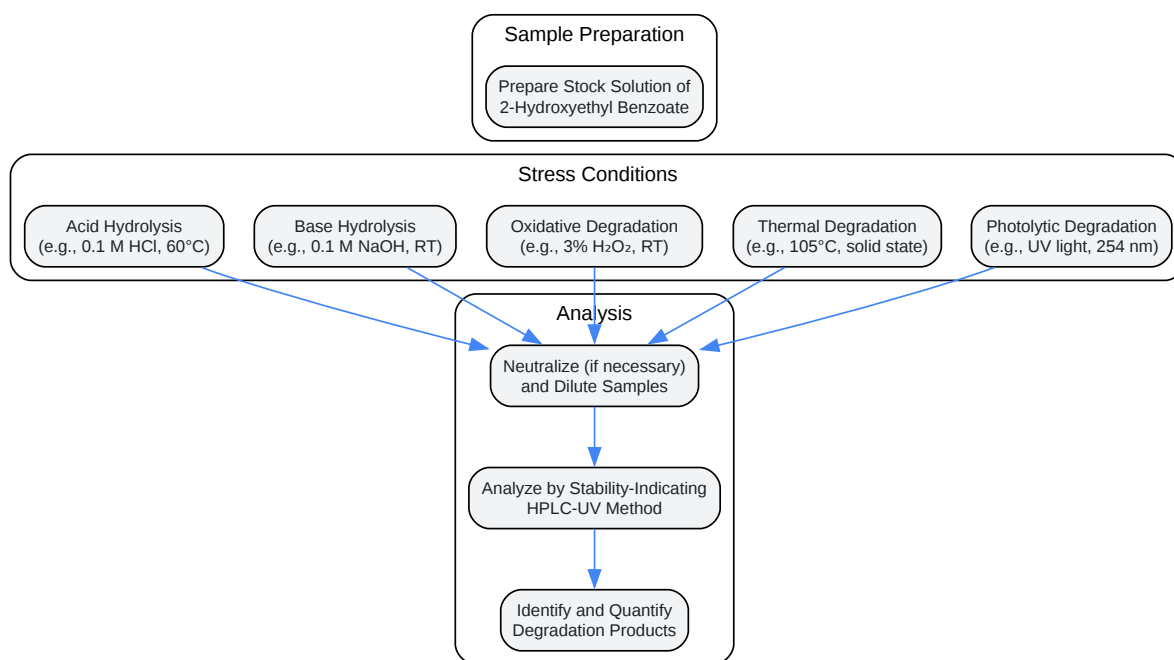 Sample Preparation
Prepare Stock Solution of
2-Hydroxyethyl Benzoate
Stress Conditions
Acid Hydrolysis
(e.g., 0.1 M HCl, 60°C)
Base Hydrolysis
(e.g., 0.1 M NaOH, RT)
Oxidative Degradation
(e.g., 3% H₂O₂, RT)
Thermal Degradation
(e.g., 105°C, solid state)
Photolytic Degradation
(e.g., UV light, 254 nm)
Analysis
Neutralize (if necessary)
and Dilute Samples
Analyze by Stability-Indicating
HPLC-UV Method
Identify and Quantify
Degradation Products